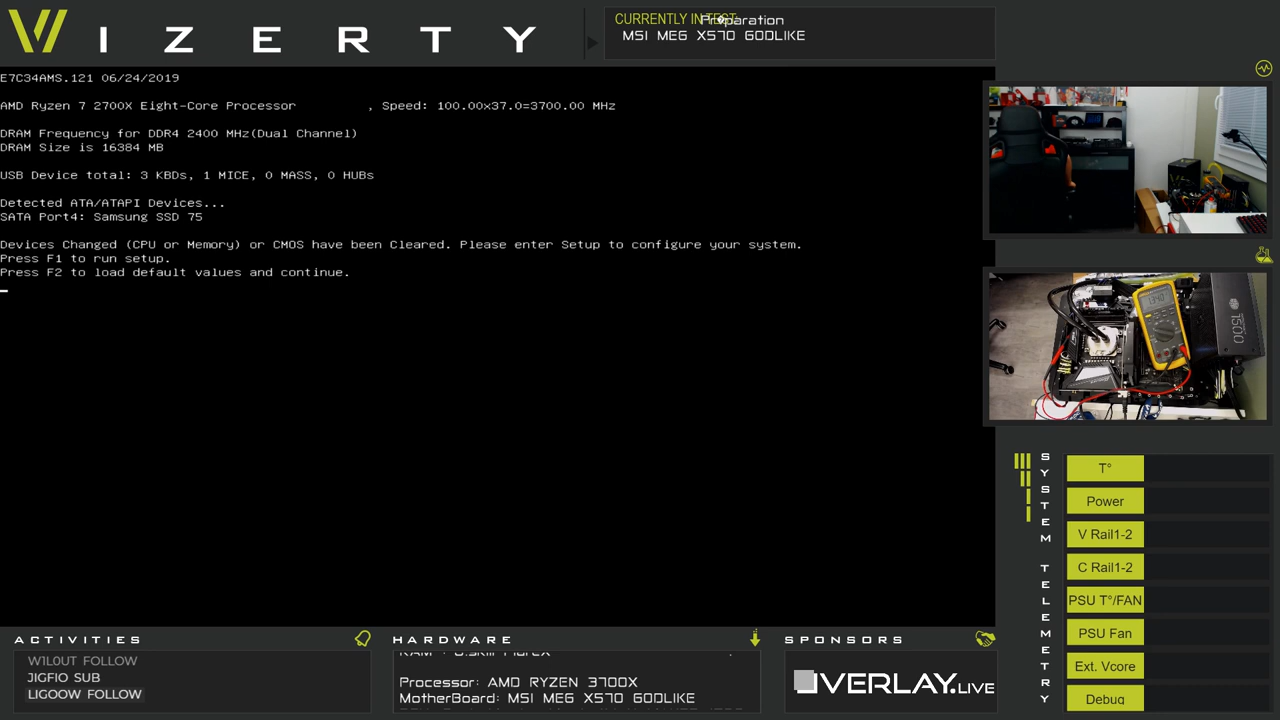 WIZERTY
CURRENTLY IN TEST:
Preparation
MSI MEG X570 GODLIKE
E7C34AMS.121 06/24/2019
AMD Ryzen 7 2700X Eight-Core Processor , Speed: 100.00x37.0=3700.00 MHz
DRAM Frequency for DDR4 2400 MHz(Dual Channel)
DRAM Size is 16384 MB
USB Device total: 3 KBDs, 1 MICE, 0 MASS, 0 HUBs
Detected ATA/ATAPI Devices...
SATA Port4: Samsung SSD 75
Devices Changed (CPU or Memory) or CMOS have been Cleared. Please enter Setup to configure your system.
Press F1 to run setup.
Press F2 to load default values and continue.
1500
SYSTEM TELEMETRY
T°
Power
V Rail1-2
C Rail1-2
PSU T°/FAN
PSU Fan
Ext. Vcore
Debug
ACTIVITIES
W1L0UT FOLLOW
JIGFIO SUB
LIGOOW FOLLOW
HARDWARE
Processor: AMD RYZEN 3700X
MotherBoard: MSI MEG X570 GODLIKE
SPONSORS
OVERLAY.LIVE